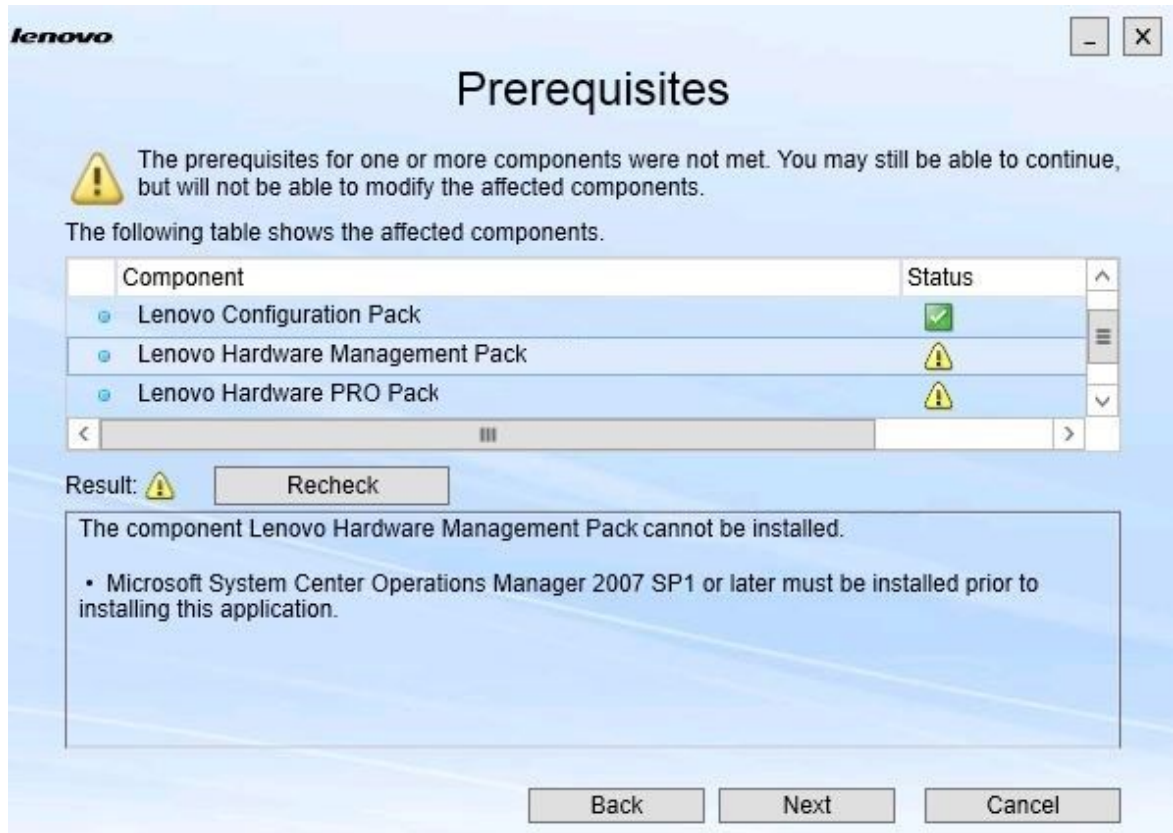 lenovo
Prerequisites
The prerequisites for one or more components were not met. You may still be able to continue,
but will not be able to modify the affected components.
The following table shows the affected components.
Component Status
Lenovo Configuration Pack
Lenovo Hardware Management Pack
Lenovo Hardware PRO Pack
Result: Recheck
The component Lenovo Hardware Management Pack cannot be installed.
• Microsoft System Center Operations Manager 2007 SP1 or later must be installed prior to
installing this application.
Back Next Cancel